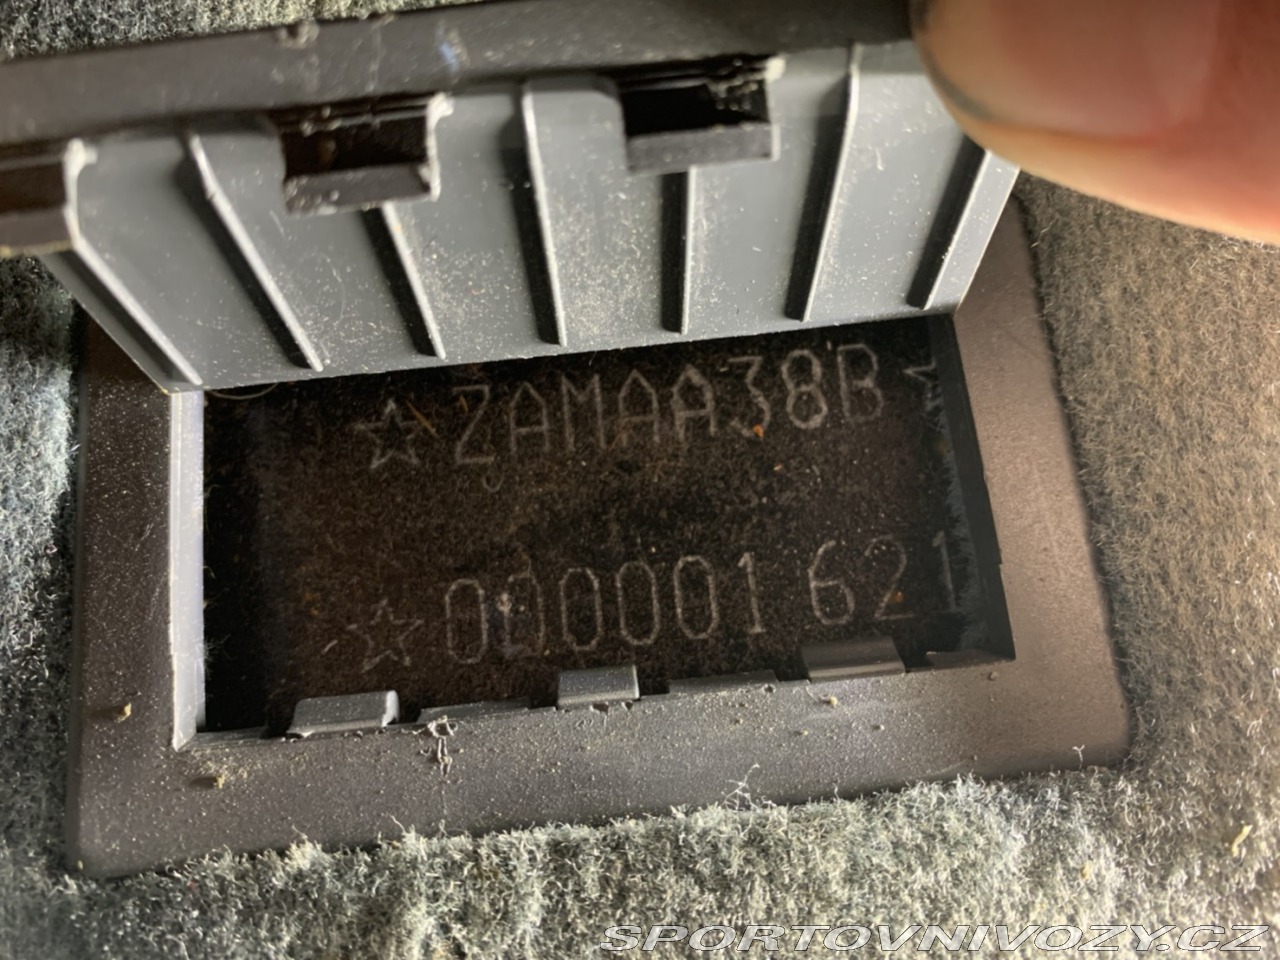 ☆ZAMAA38B☆
☆000001621
SPORTOVNIVOZY.CZ